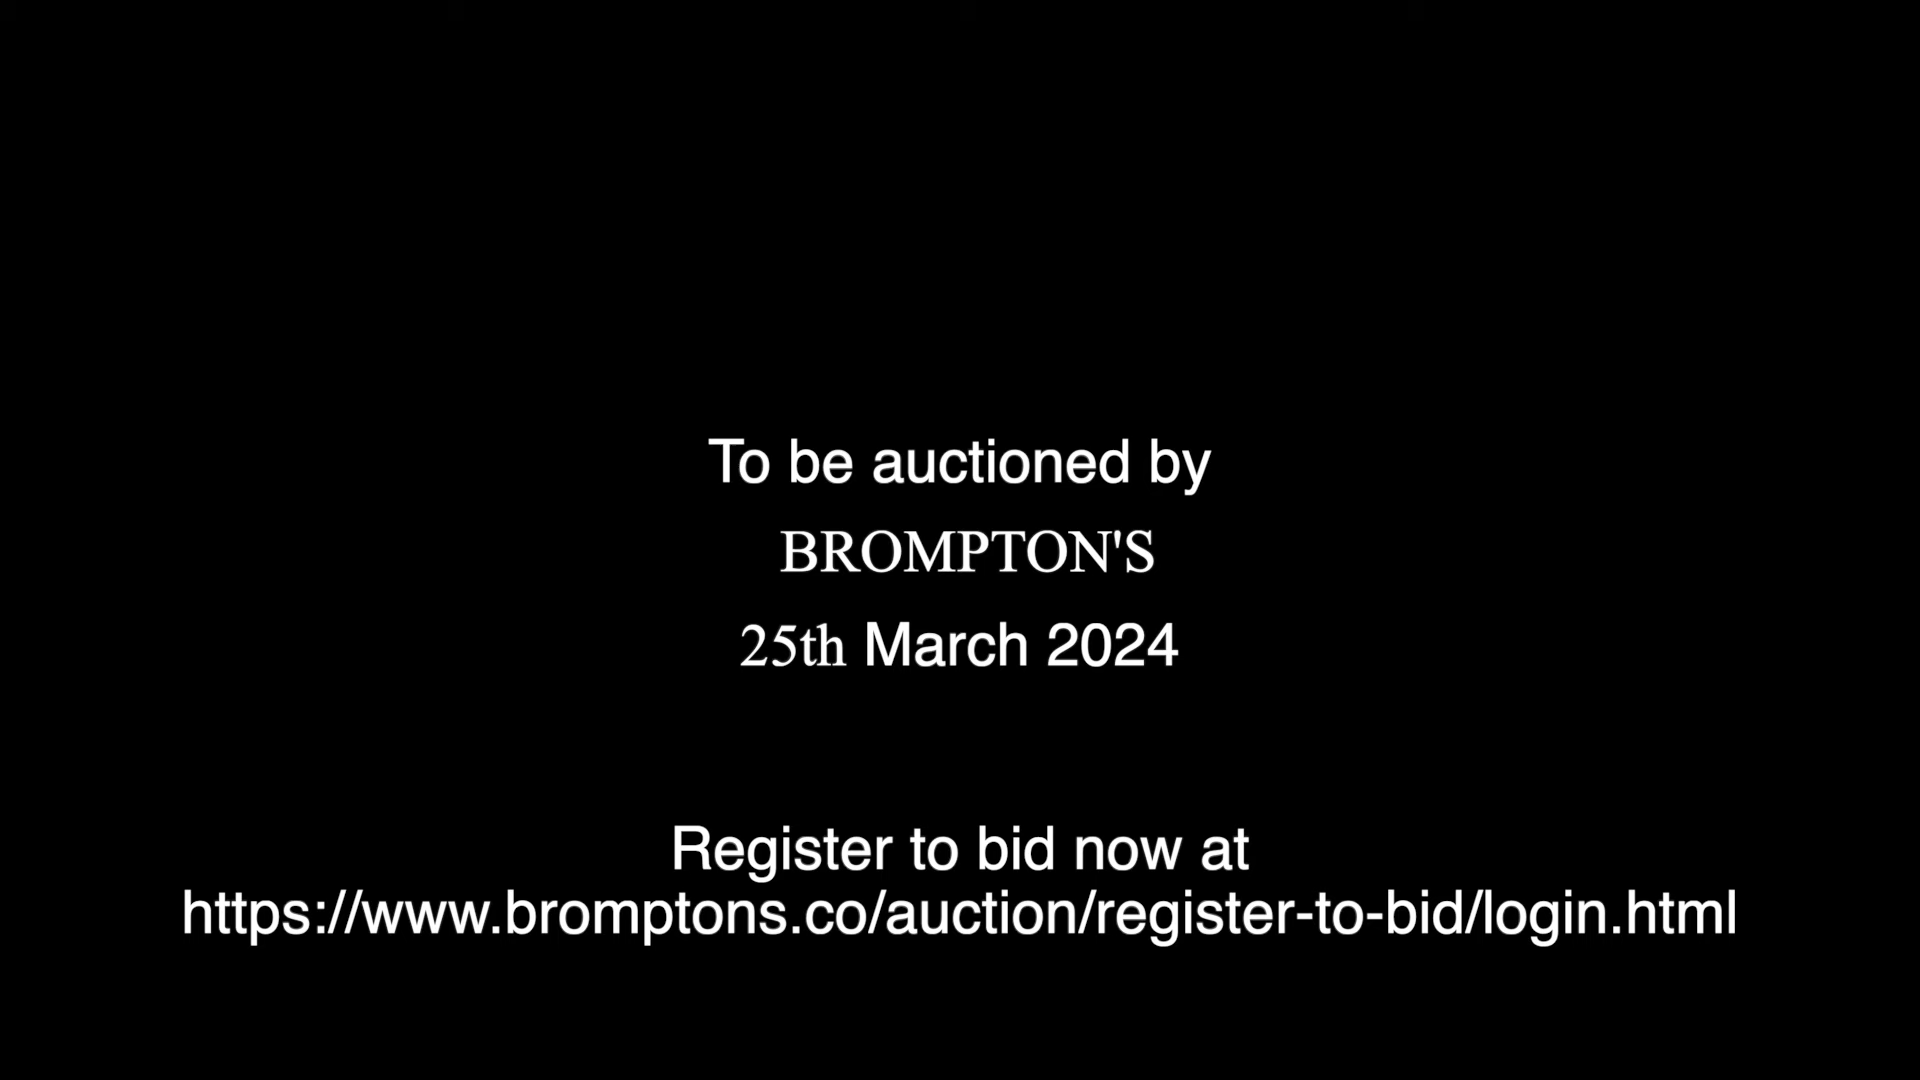 To be auctioned by
BROMPTON'S
25th March 2024
Register to bid now at
https://www.bromptons.co/auction/register-to-bid/login.html